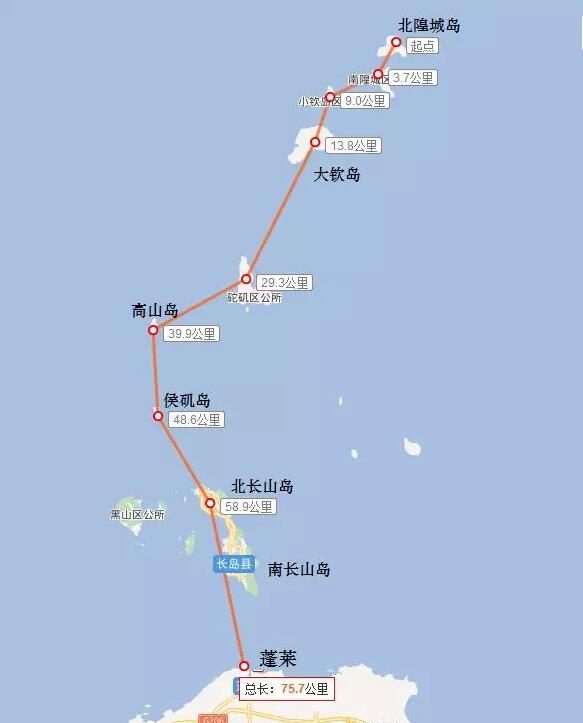 北隍城岛
起点
南隍城区
3.7公里
小钦岛区
9.0公里
13.8公里
大钦岛
29.3公里
砣矶区公所
高山岛
39.9公里
侯矶岛
48.6公里
北长山岛
58.9公里
黑山区公所
长岛县
南长山岛
蓬莱
总长：75.7公里
G206